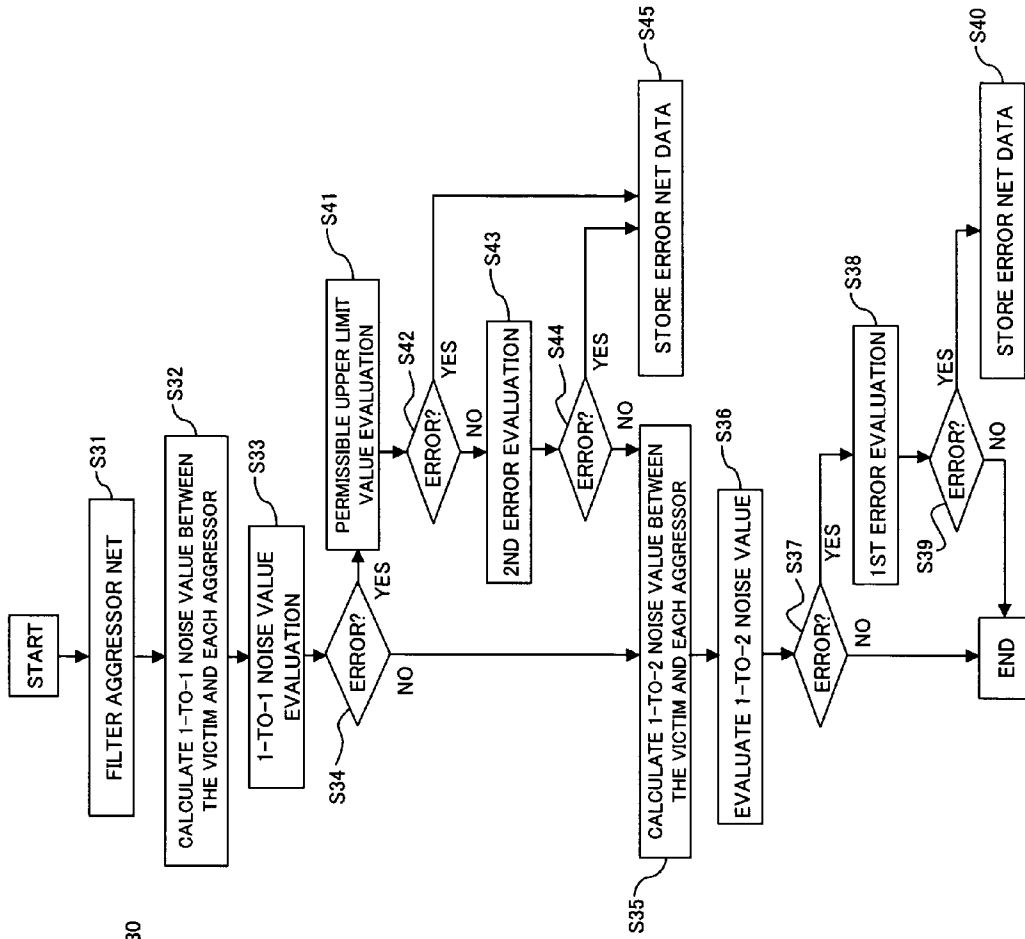 START
S31
FILTER AGGRESSOR NET
S32
CALCULATE 1-TO-1 NOISE VALUE BETWEEN
THE VICTIM AND EACH AGGRESSOR
S33
1-TO-1 NOISE VALUE
EVALUATION
S34
ERROR?
YES
NO
S41
PERMISSIBLE UPPER LIMIT
VALUE EVALUATION
S42
ERROR?
YES
NO
S43
2ND ERROR EVALUATION
S44
ERROR?
YES
NO
S45
STORE ERROR NET DATA
S35
CALCULATE 1-TO-2 NOISE VALUE BETWEEN
THE VICTIM AND EACH AGGRESSOR
S36
EVALUATE 1-TO-2 NOISE VALUE
S37
ERROR?
YES
NO
S38
1ST ERROR EVALUATION
S39
ERROR?
YES
NO
S40
STORE ERROR NET DATA
END